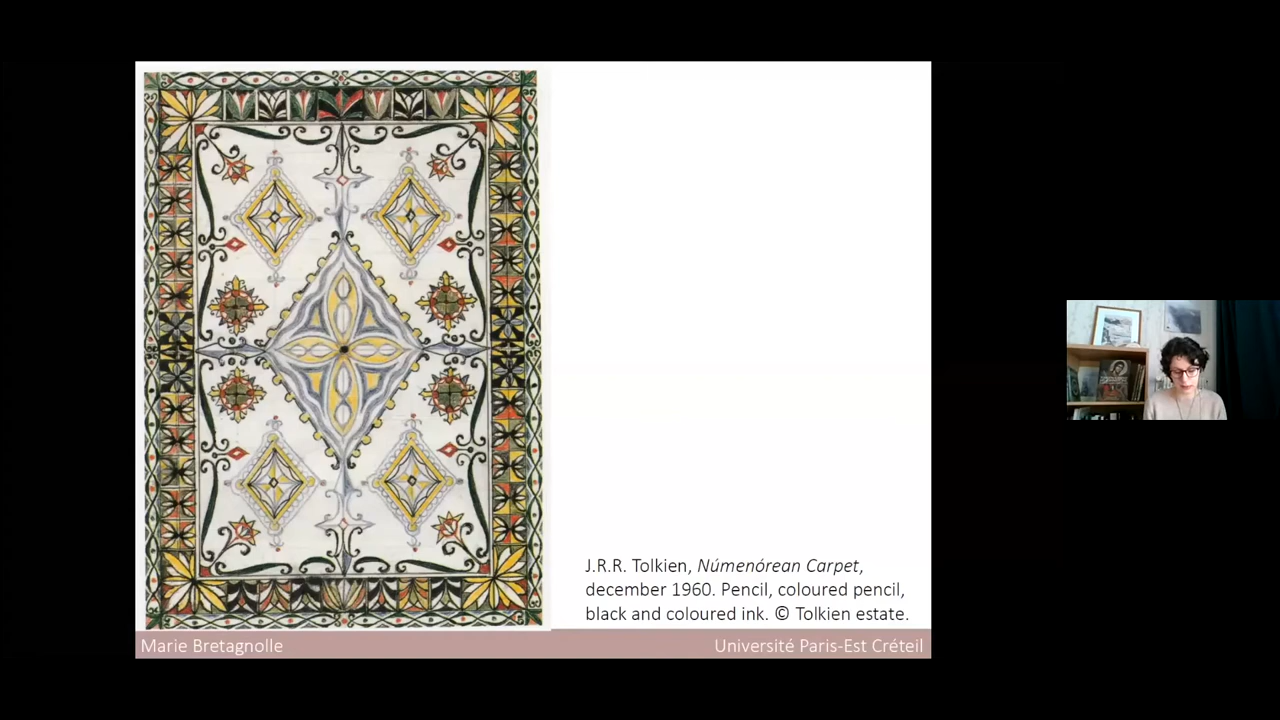 J.R.R. Tolkien, Númenórean Carpet,
december 1960. Pencil, coloured pencil,
black and coloured ink. © Tolkien estate.
Marie Bretagnolle
Université Paris-Est Créteil